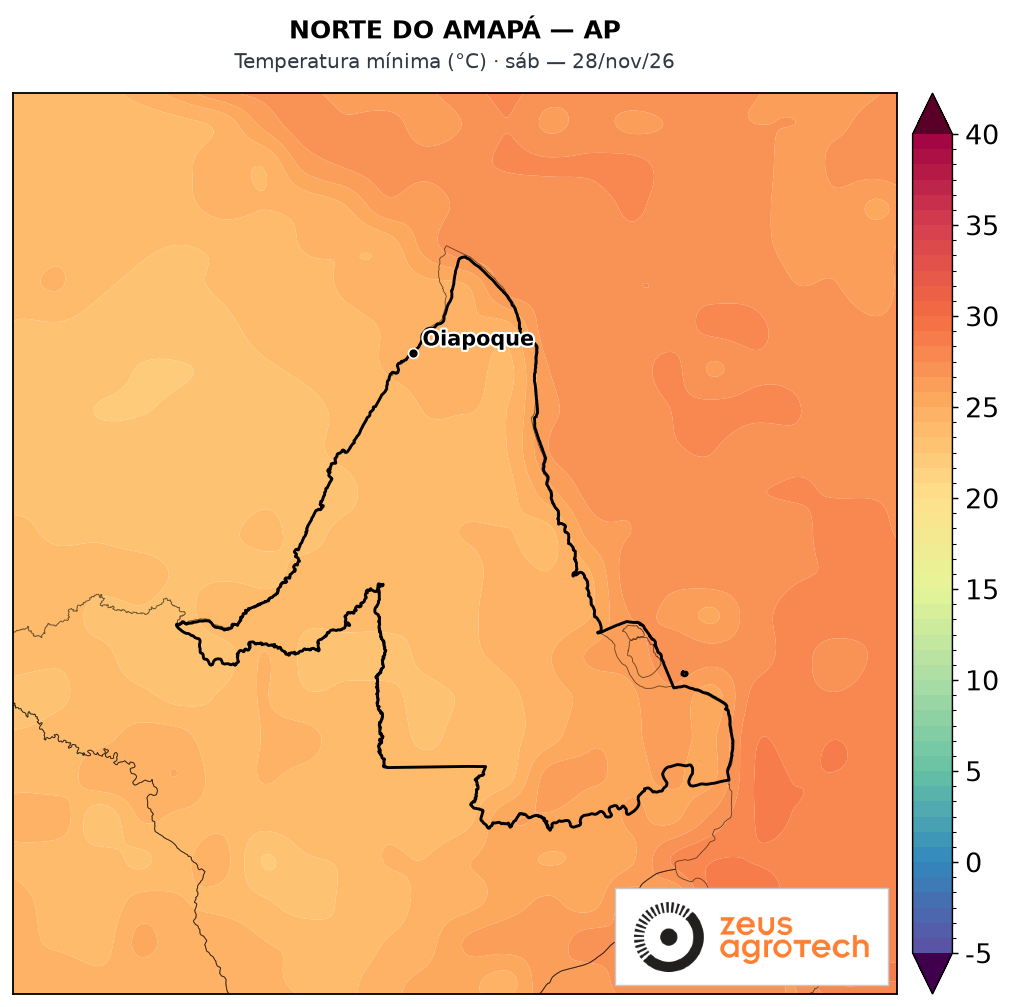 NORTE DO AMAPÁ — AP
Temperatura mínima (°C) · sáb — 28/nov/26
Oiapoque
40
35
30
25
20
15
10
5
0
-5
zeus
agrotech